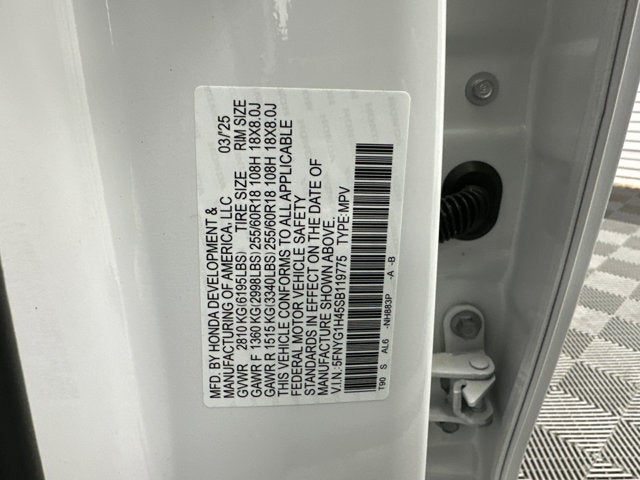 MFD. BY HONDA DEVELOPMENT &
MANUFACTURING OF AMERICA, LLC 03/'25
GVWR 2810 KG(6195LBS) TIRE SIZE RIM SIZE
GAWR F 1360 KG(2998LBS)255/60R18 108H 18X8.0J
GAWR R 1515 KG(3340LBS)255/60R18 108H 18X8.0J
THIS VEHICLE CONFORMS TO ALL APPLICABLE
FEDERAL MOTOR VEHICLE SAFETY
STANDARDS IN EFFECT ON THE DATE OF
MANUFACTURE SHOWN ABOVE.
V.I.N.:5FNYG1H45SB119775 TYPE:MPV
T90 S AL6 -NH883P -A -B